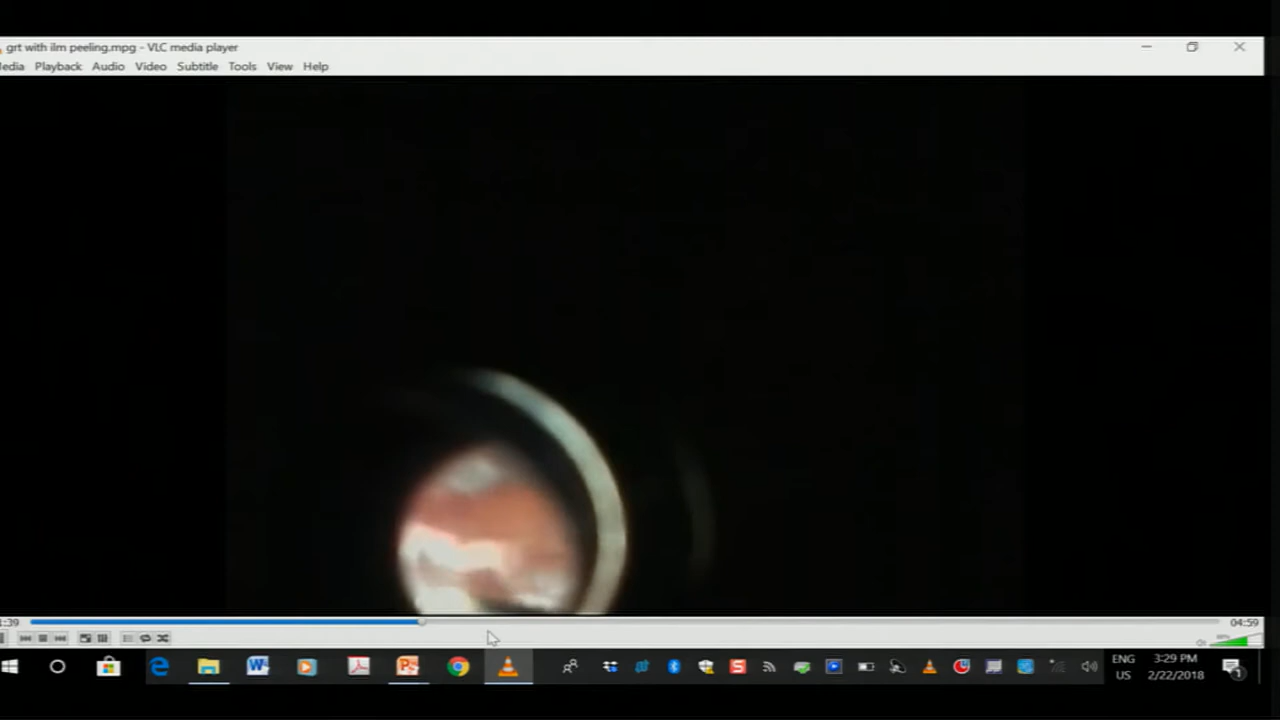 grt with ilm peeling.mpg - VLC media player
edia Playback Audio Video Subtitle Tools View Help
:39
04:59
ENG
US
3:29 PM
2/22/2018